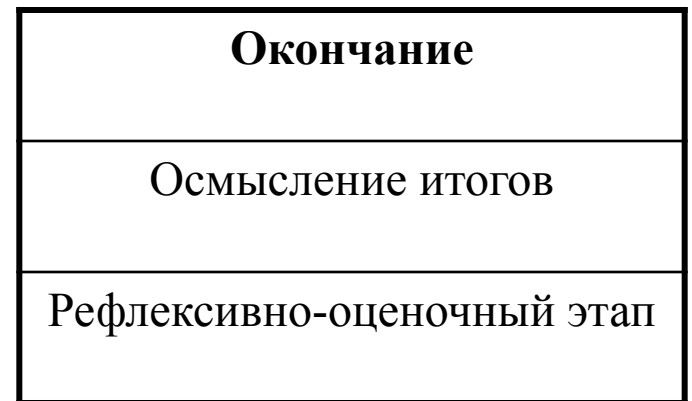 Окончание
Осмысление итогов
Рефлексивно-оценочный этап